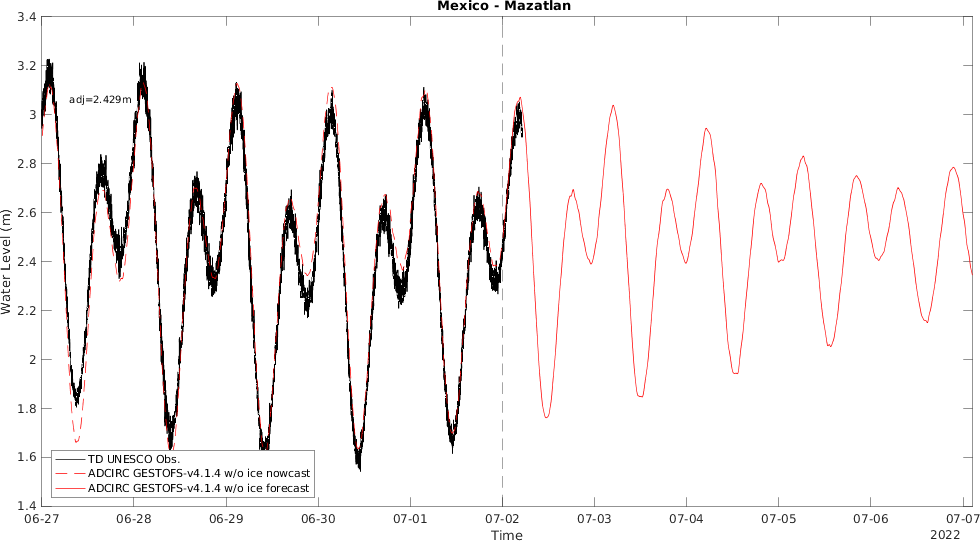 Mexico - Mazatlan
3.4
3.2
3
2.8
2.6
2.4
2.2
2
1.8
1.6
1.4
Water Level (m)
adj=2.429m
TD UNESCO Obs.
ADCIRC GESTOFS-v4.1.4 w/o ice nowcast
ADCIRC GESTOFS-v4.1.4 w/o ice forecast
06-27 06-28 06-29 06-30 07-01 07-02 07-03 07-04 07-05 07-06 07-07
Time
2022